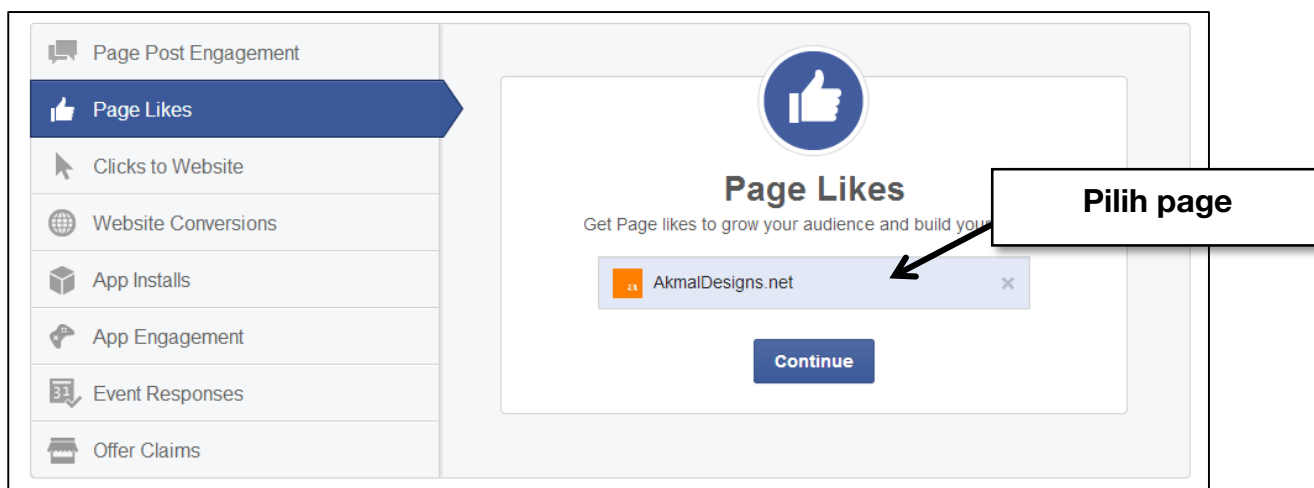 Page Post Engagement
Page Likes
Clicks to Website
Website Conversions
App Installs
App Engagement
31
Event Responses
Offer Claims
Page Likes
Get Page likes to grow your audience and build your
a
AkmalDesigns.net
Continue
Pilih page